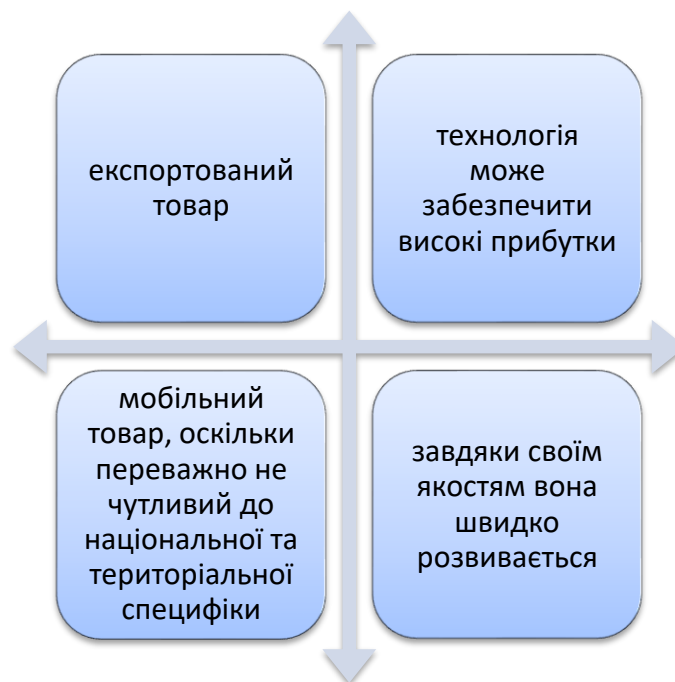 експортований
товар
технологія
може
забезпечити
високі прибутки
мобільний
товар, оскільки
переважно не
чутливий до
національної та
територіальної
специфіки
завдяки своїм
якостям вона
швидко
розвивається